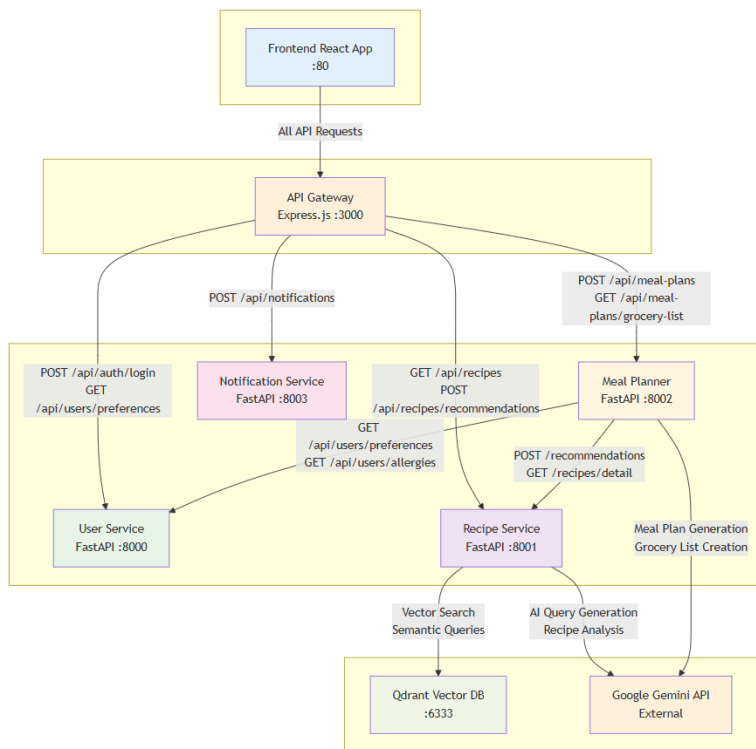 Frontend React App
:80
All API Requests
API Gateway
Express.js :3000
POST /api/notifications
POST /api/meal-plans
GET /api/meal-
plans/grocery-list
POST /api/auth/login
GET
/api/users/preferences
Notification Service
FastAPI :8003
GET /api/recipes
POST
/api/recipes/recommendations
Meal Planner
FastAPI :8002
GET
/api/users/preferences
GET /api/users/allergies
POST /recommendations
GET /recipes/detail
User Service
FastAPI :8000
Recipe Service
FastAPI :8001
Meal Plan Generation
Grocery List Creation
Vector Search
Semantic Queries
AI Query Generation
Recipe Analysis
Qdrant Vector DB
:6333
Google Gemini API
External